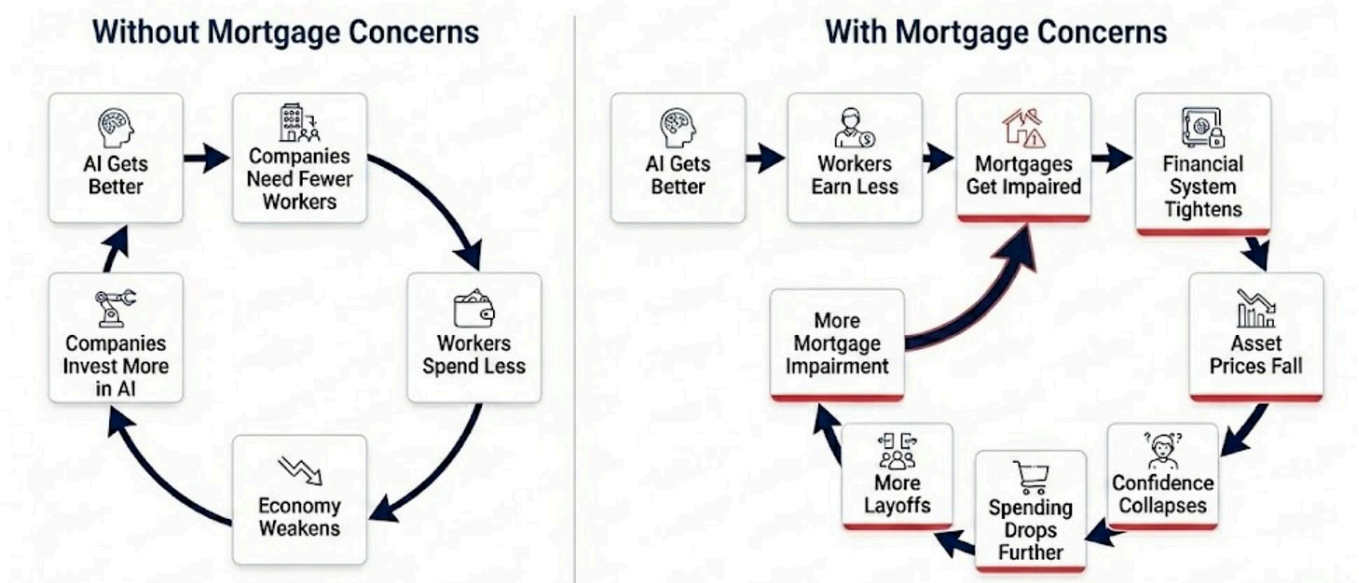 Without Mortgage Concerns
AI Gets
Better
Companies
Need Fewer
Workers
Workers
Spend Less
Economy
Weakens
Companies
Invest More
in AI
With Mortgage Concerns
AI Gets
Better
Workers
Earn Less
Mortgages
Get Impaired
Financial
System
Tightens
Asset
Prices Fall
Confidence
Collapses
Spending
Drops
Further
More
Layoffs
More
Mortgage
Impairment